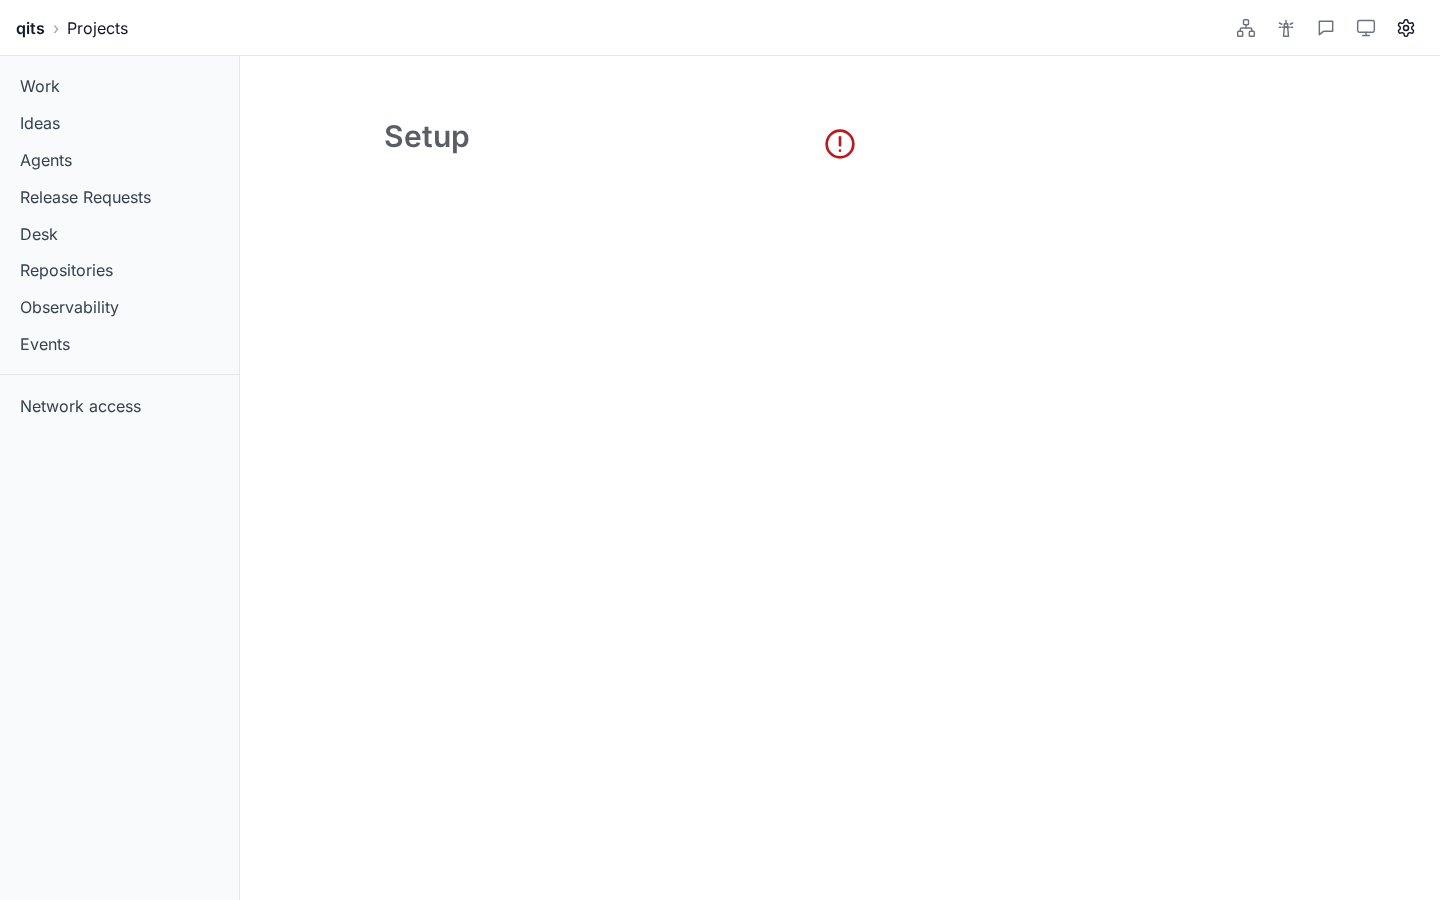 qits › Projects
Work
Ideas
Agents
Release Requests
Desk
Repositories
Observability
Events
Network access
Setup